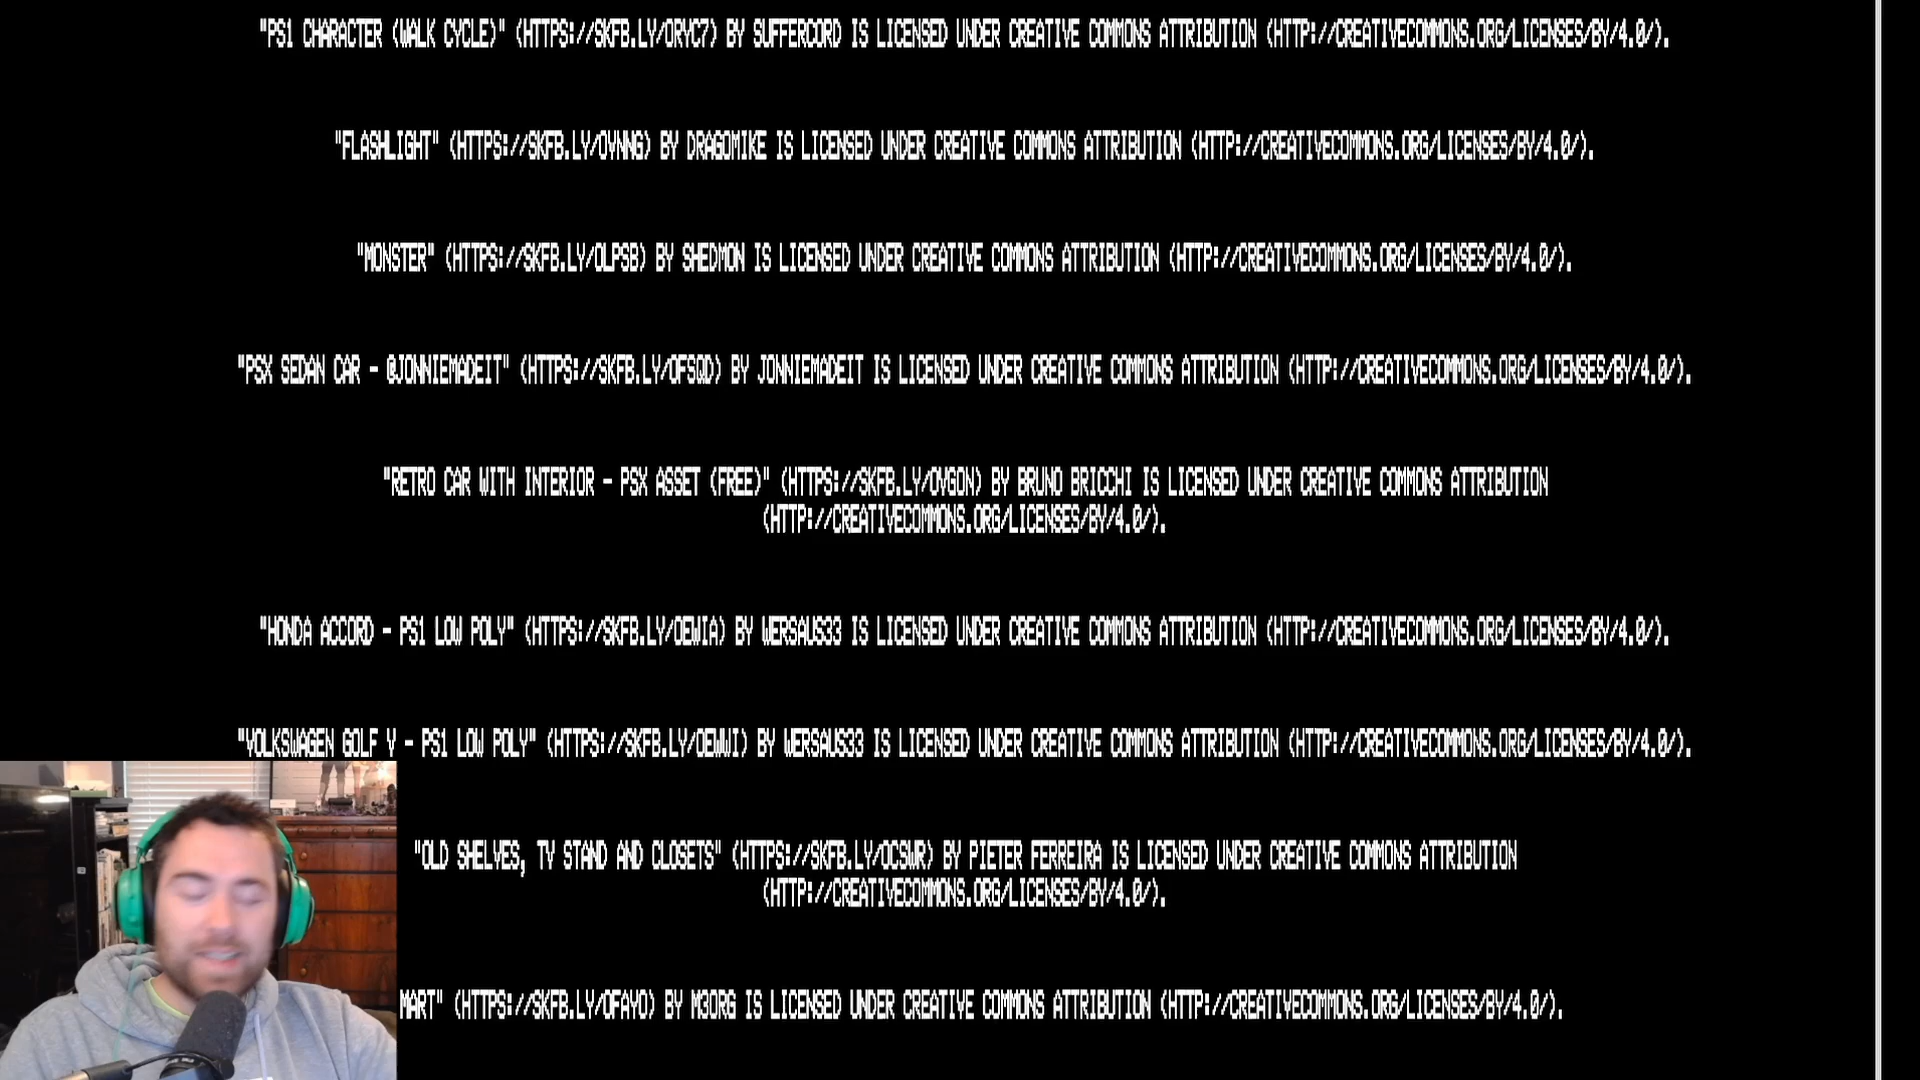 "PS1 CHARACTER (WALK CYCLE)" (HTTPS://SKFB.LY/ORYC7) BY SUFFERCORD IS LICENSED UNDER CREATIVE COMMONS ATTRIBUTION (HTTP://CREATIVECOMMONS.ORG/LICENSES/BY/4.0/).
"FLASHLIGHT" (HTTPS://SKFB.LY/OYNNG) BY DRAGOMIKE IS LICENSED UNDER CREATIVE COMMONS ATTRIBUTION (HTTP://CREATIVECOMMONS.ORG/LICENSES/BY/4.0/).
"MONSTER" (HTTPS://SKFB.LY/OLPSB) BY SHEDMON IS LICENSED UNDER CREATIVE COMMONS ATTRIBUTION (HTTP://CREATIVECOMMONS.ORG/LICENSES/BY/4.0/).
"PSX SEDAN CAR - @JONNIEMADEIT" (HTTPS://SKFB.LY/OFSQD) BY JONNIEMADEIT IS LICENSED UNDER CREATIVE COMMONS ATTRIBUTION (HTTP://CREATIVECOMMONS.ORG/LICENSES/BY/4.0/).
"RETRO CAR WITH INTERIOR - PSX ASSET (FREE)" (HTTPS://SKFB.LY/OVGON) BY BRUNO BRICCHI IS LICENSED UNDER CREATIVE COMMONS ATTRIBUTION
(HTTP://CREATIVECOMMONS.ORG/LICENSES/BY/4.0/).
"HONDA ACCORD - PS1 LOW POLY" (HTTPS://SKFB.LY/OEWIA) BY WERSAUS33 IS LICENSED UNDER CREATIVE COMMONS ATTRIBUTION (HTTP://CREATIVECOMMONS.ORG/LICENSES/BY/4.0/).
"VOLKSWAGEN GOLF V - PS1 LOW POLY" (HTTPS://SKFB.LY/OEWWI) BY WERSAUS33 IS LICENSED UNDER CREATIVE COMMONS ATTRIBUTION (HTTP://CREATIVECOMMONS.ORG/LICENSES/BY/4.0/).
"OLD SHELVES, TV STAND AND CLOSETS" (HTTPS://SKFB.LY/OCSWR) BY PIETER FERREIRA IS LICENSED UNDER CREATIVE COMMONS ATTRIBUTION
(HTTP://CREATIVECOMMONS.ORG/LICENSES/BY/4.0/).
MART" (HTTPS://SKFB.LY/OFAYO) BY M3ORG IS LICENSED UNDER CREATIVE COMMONS ATTRIBUTION (HTTP://CREATIVECOMMONS.ORG/LICENSES/BY/4.0/).